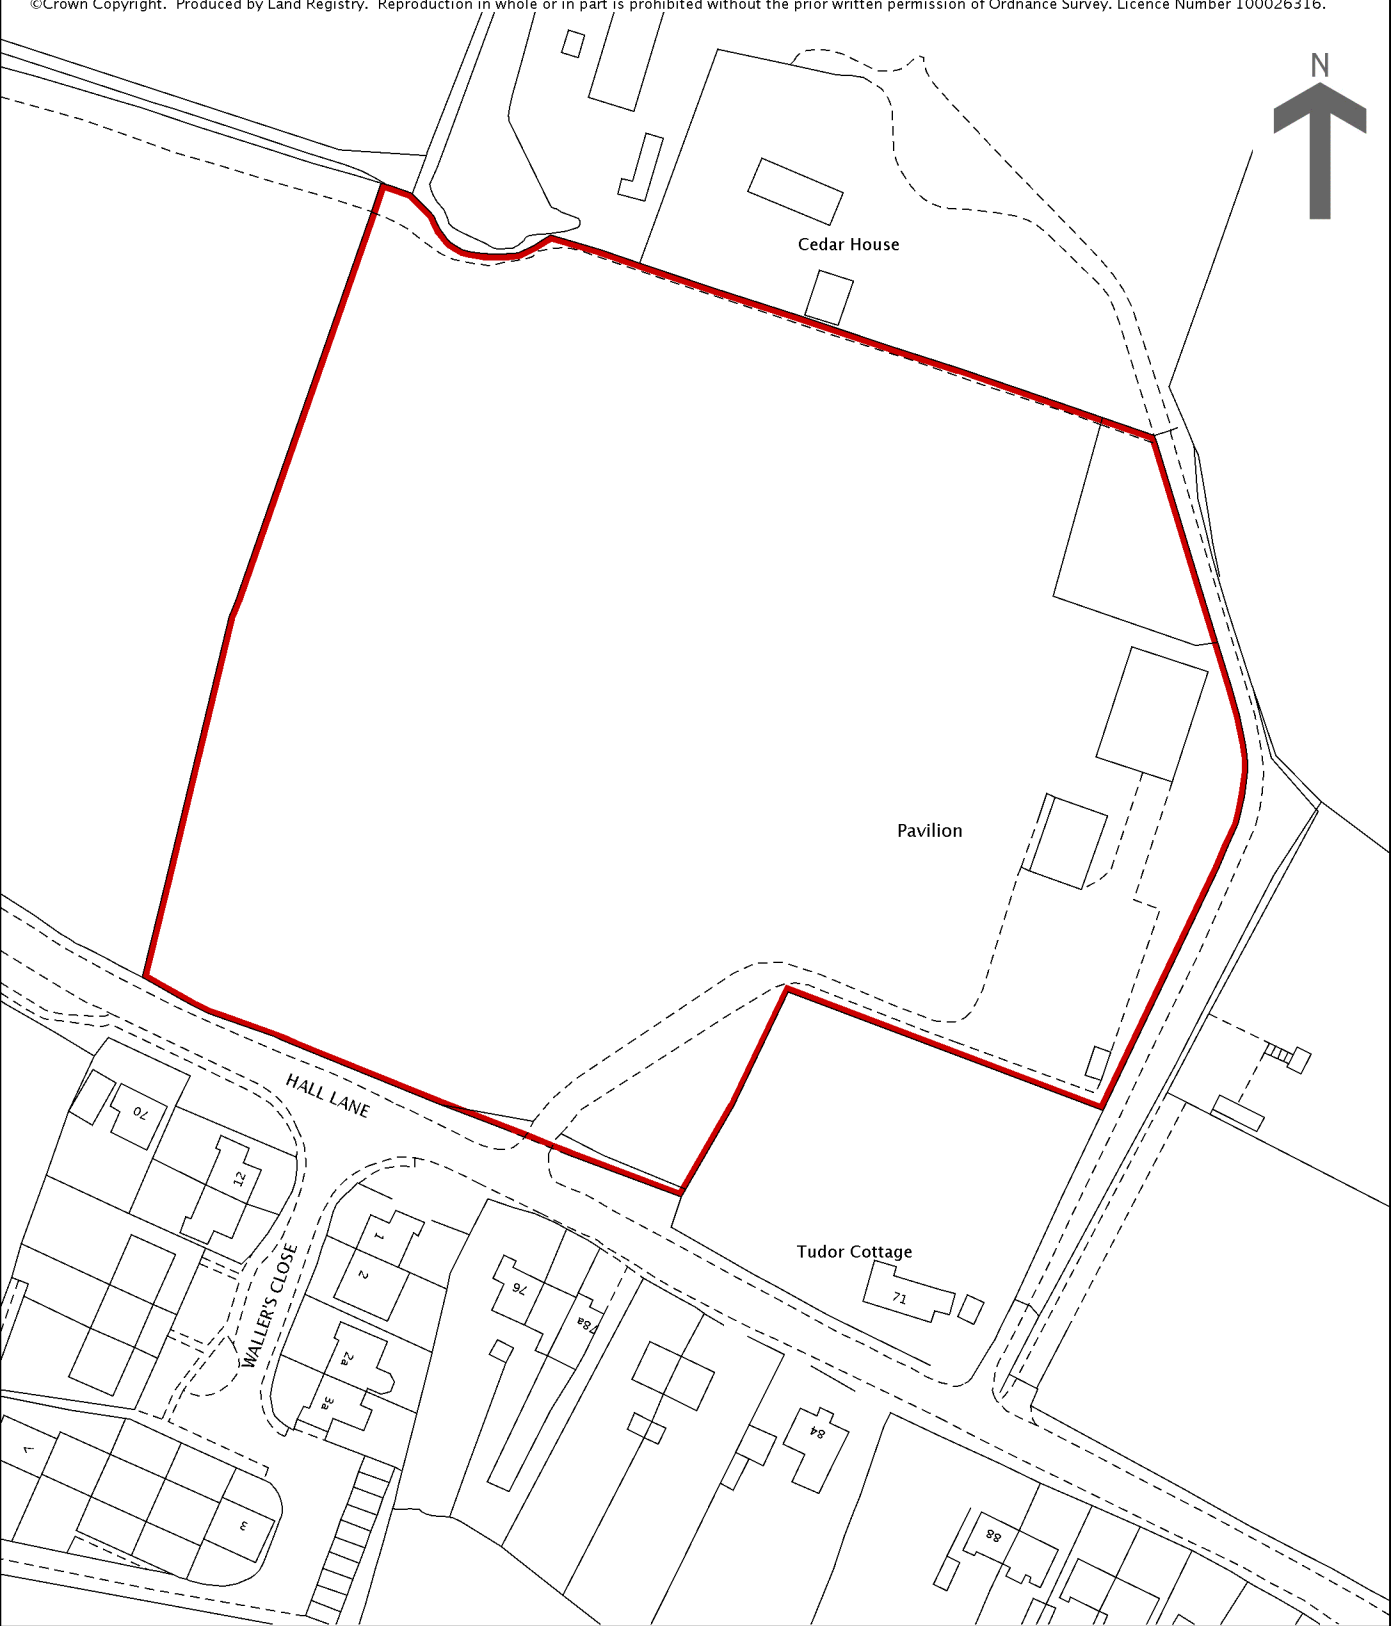 ©Crown Copyright. Produced by Land Registry. Reproduction in whole or in part is prohibited without the prior written permission of Ordnance Survey. Licence Number 100026316.
N
Cedar House
Pavilion
HALL LANE
70
12
1
2
WALLER'S CLOSE
Tudor Cottage
71
76
78a
2a
3a
84
3
88